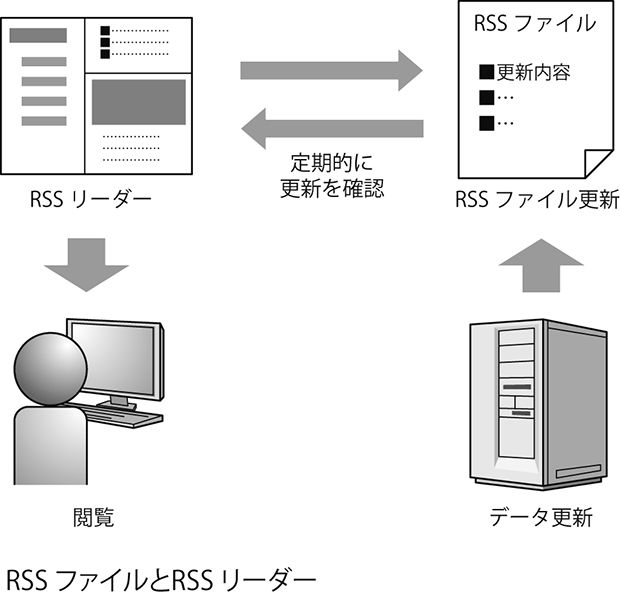 RSS ファイル
■更新内容
■…
■…
定期的に
更新を確認
RSS リーダー
RSS ファイル更新
閲覧
データ更新
RSS ファイルとRSS リーダー